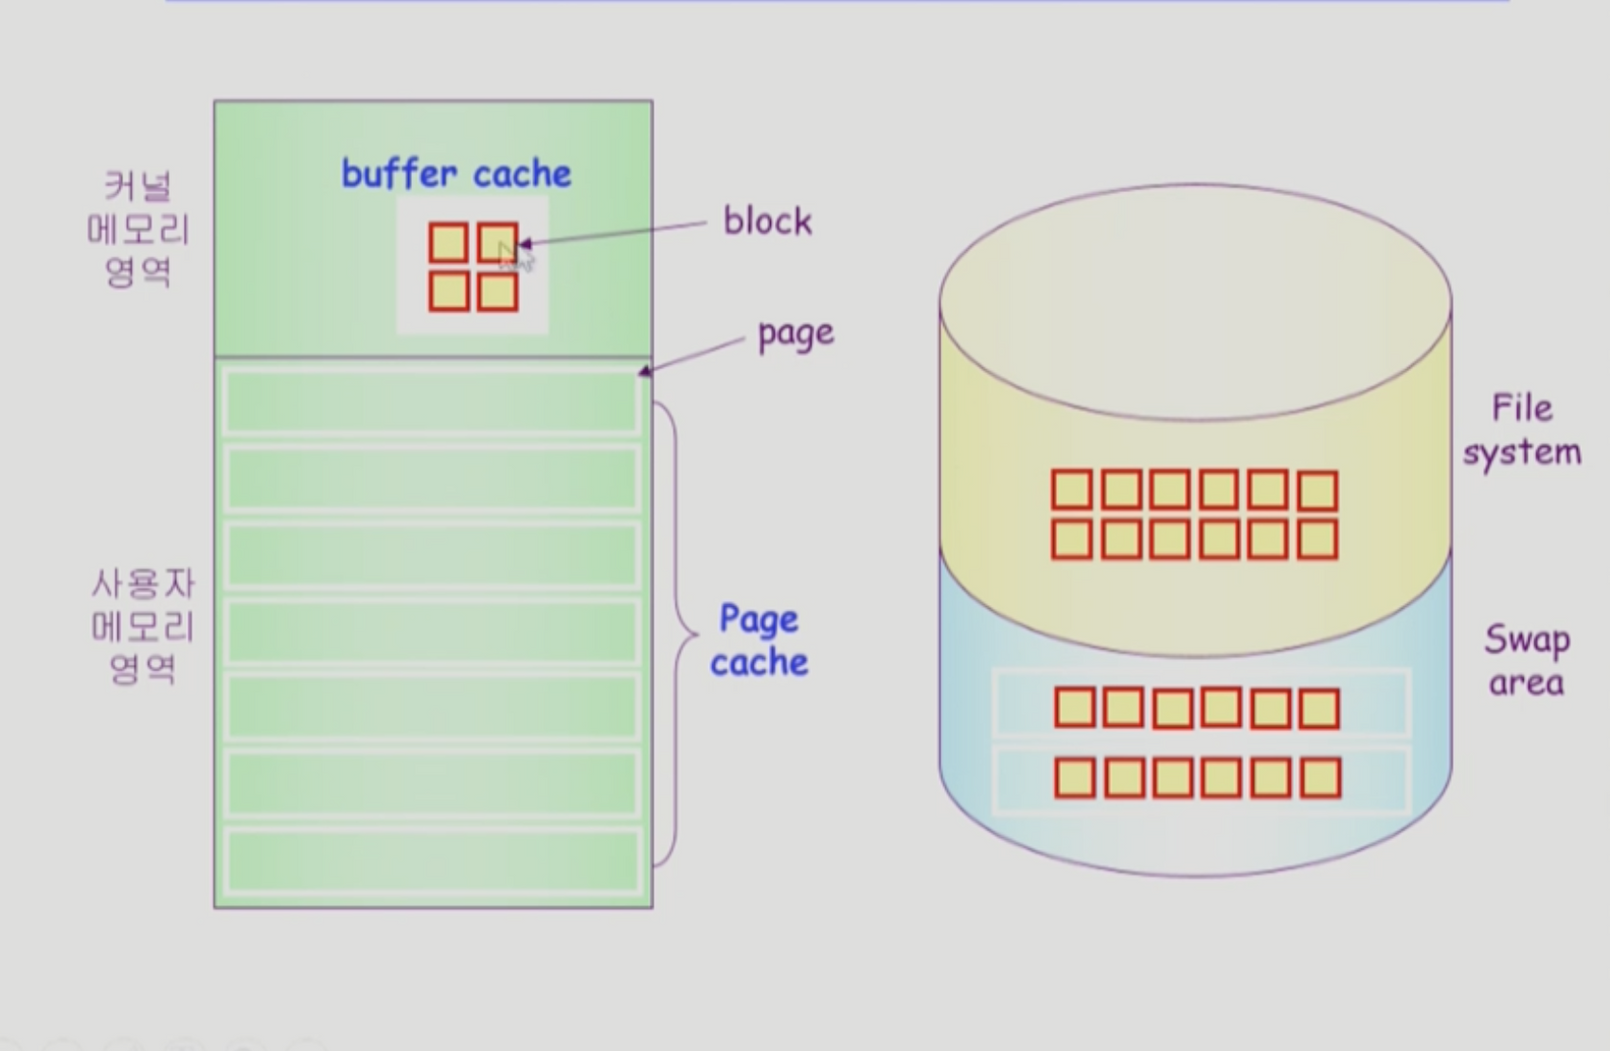 buffer cache
커널
메모리
영역
block
page
File
system
사용자
메모리
영역
Page
cache
Swap
area